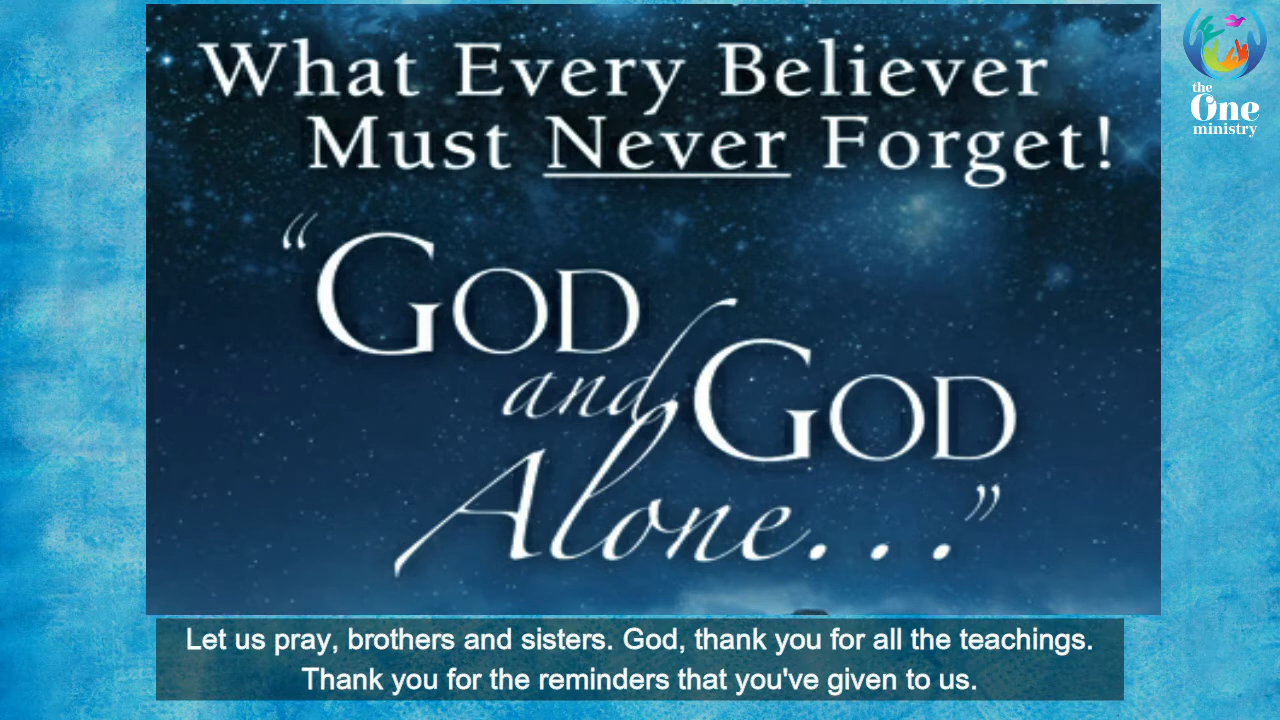 What Every Believer
Must Never Forget!
“God
and God
Alone...”
the
One
ministry
Let us pray, brothers and sisters. God, thank you for all the teachings.
Thank you for the reminders that you've given to us.